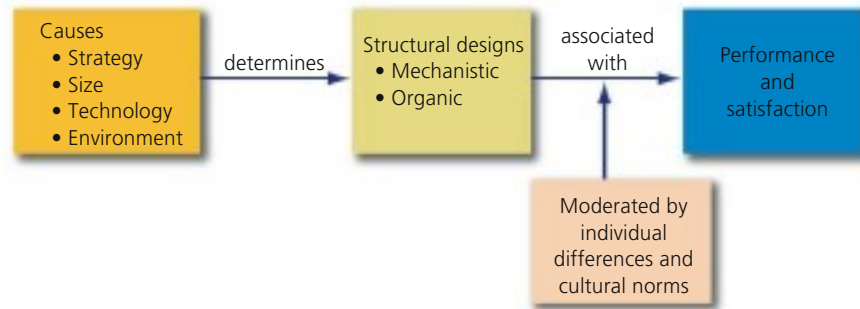 Causes
• Strategy
• Size
• Technology
• Environment
determines
Structural designs
• Mechanistic
• Organic
associated
with
Performance
and
satisfaction
Moderated by
individual
differences and
cultural norms